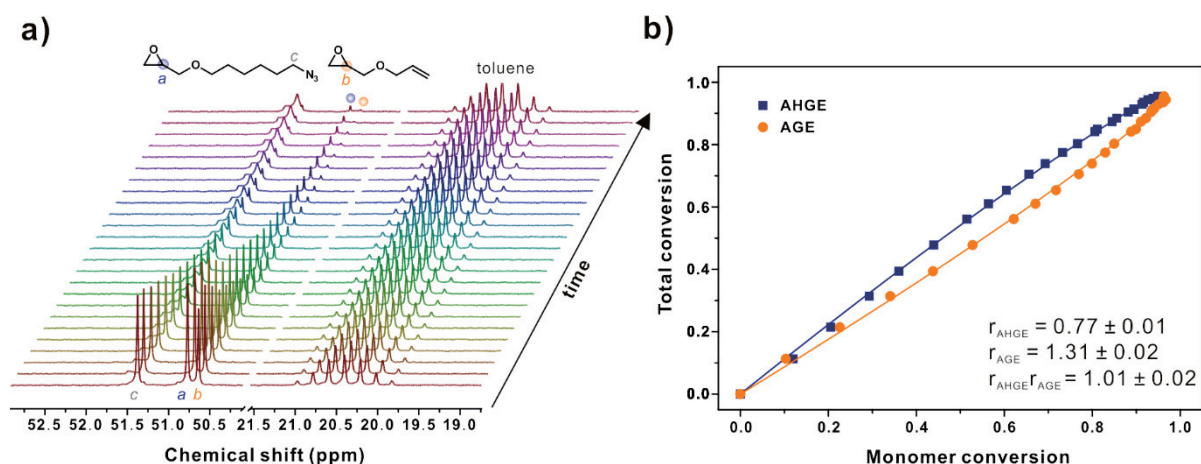 a)
O
O
N₃
c
a
O
O
b
toluene
time
c
a
b
52.5 52.0 51.5 51.0 50.5 21.5 21.0 20.5 20.0 19.5 19.0
Chemical shift (ppm)
b)
Total conversion
1.0
0.8
0.6
0.4
0.2
0.0
AHGE
AGE
r_AHGE = 0.77 ± 0.01
r_AGE = 1.31 ± 0.02
r_AHGE r_AGE = 1.01 ± 0.02
0.0 0.2 0.4 0.6 0.8 1.0
Monomer conversion